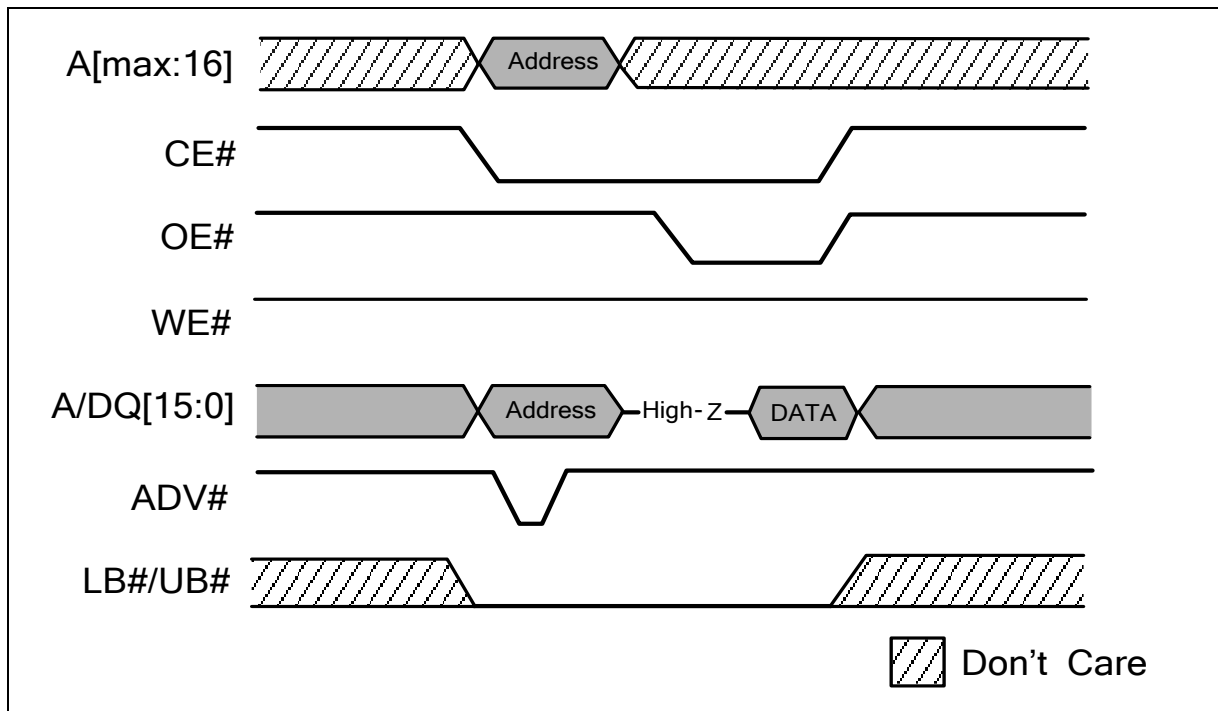 A[max:16]
Address
CE#
OE#
WE#
A/DQ[15:0]
Address
High-Z
DATA
ADV#
LB#/UB#
Don't Care